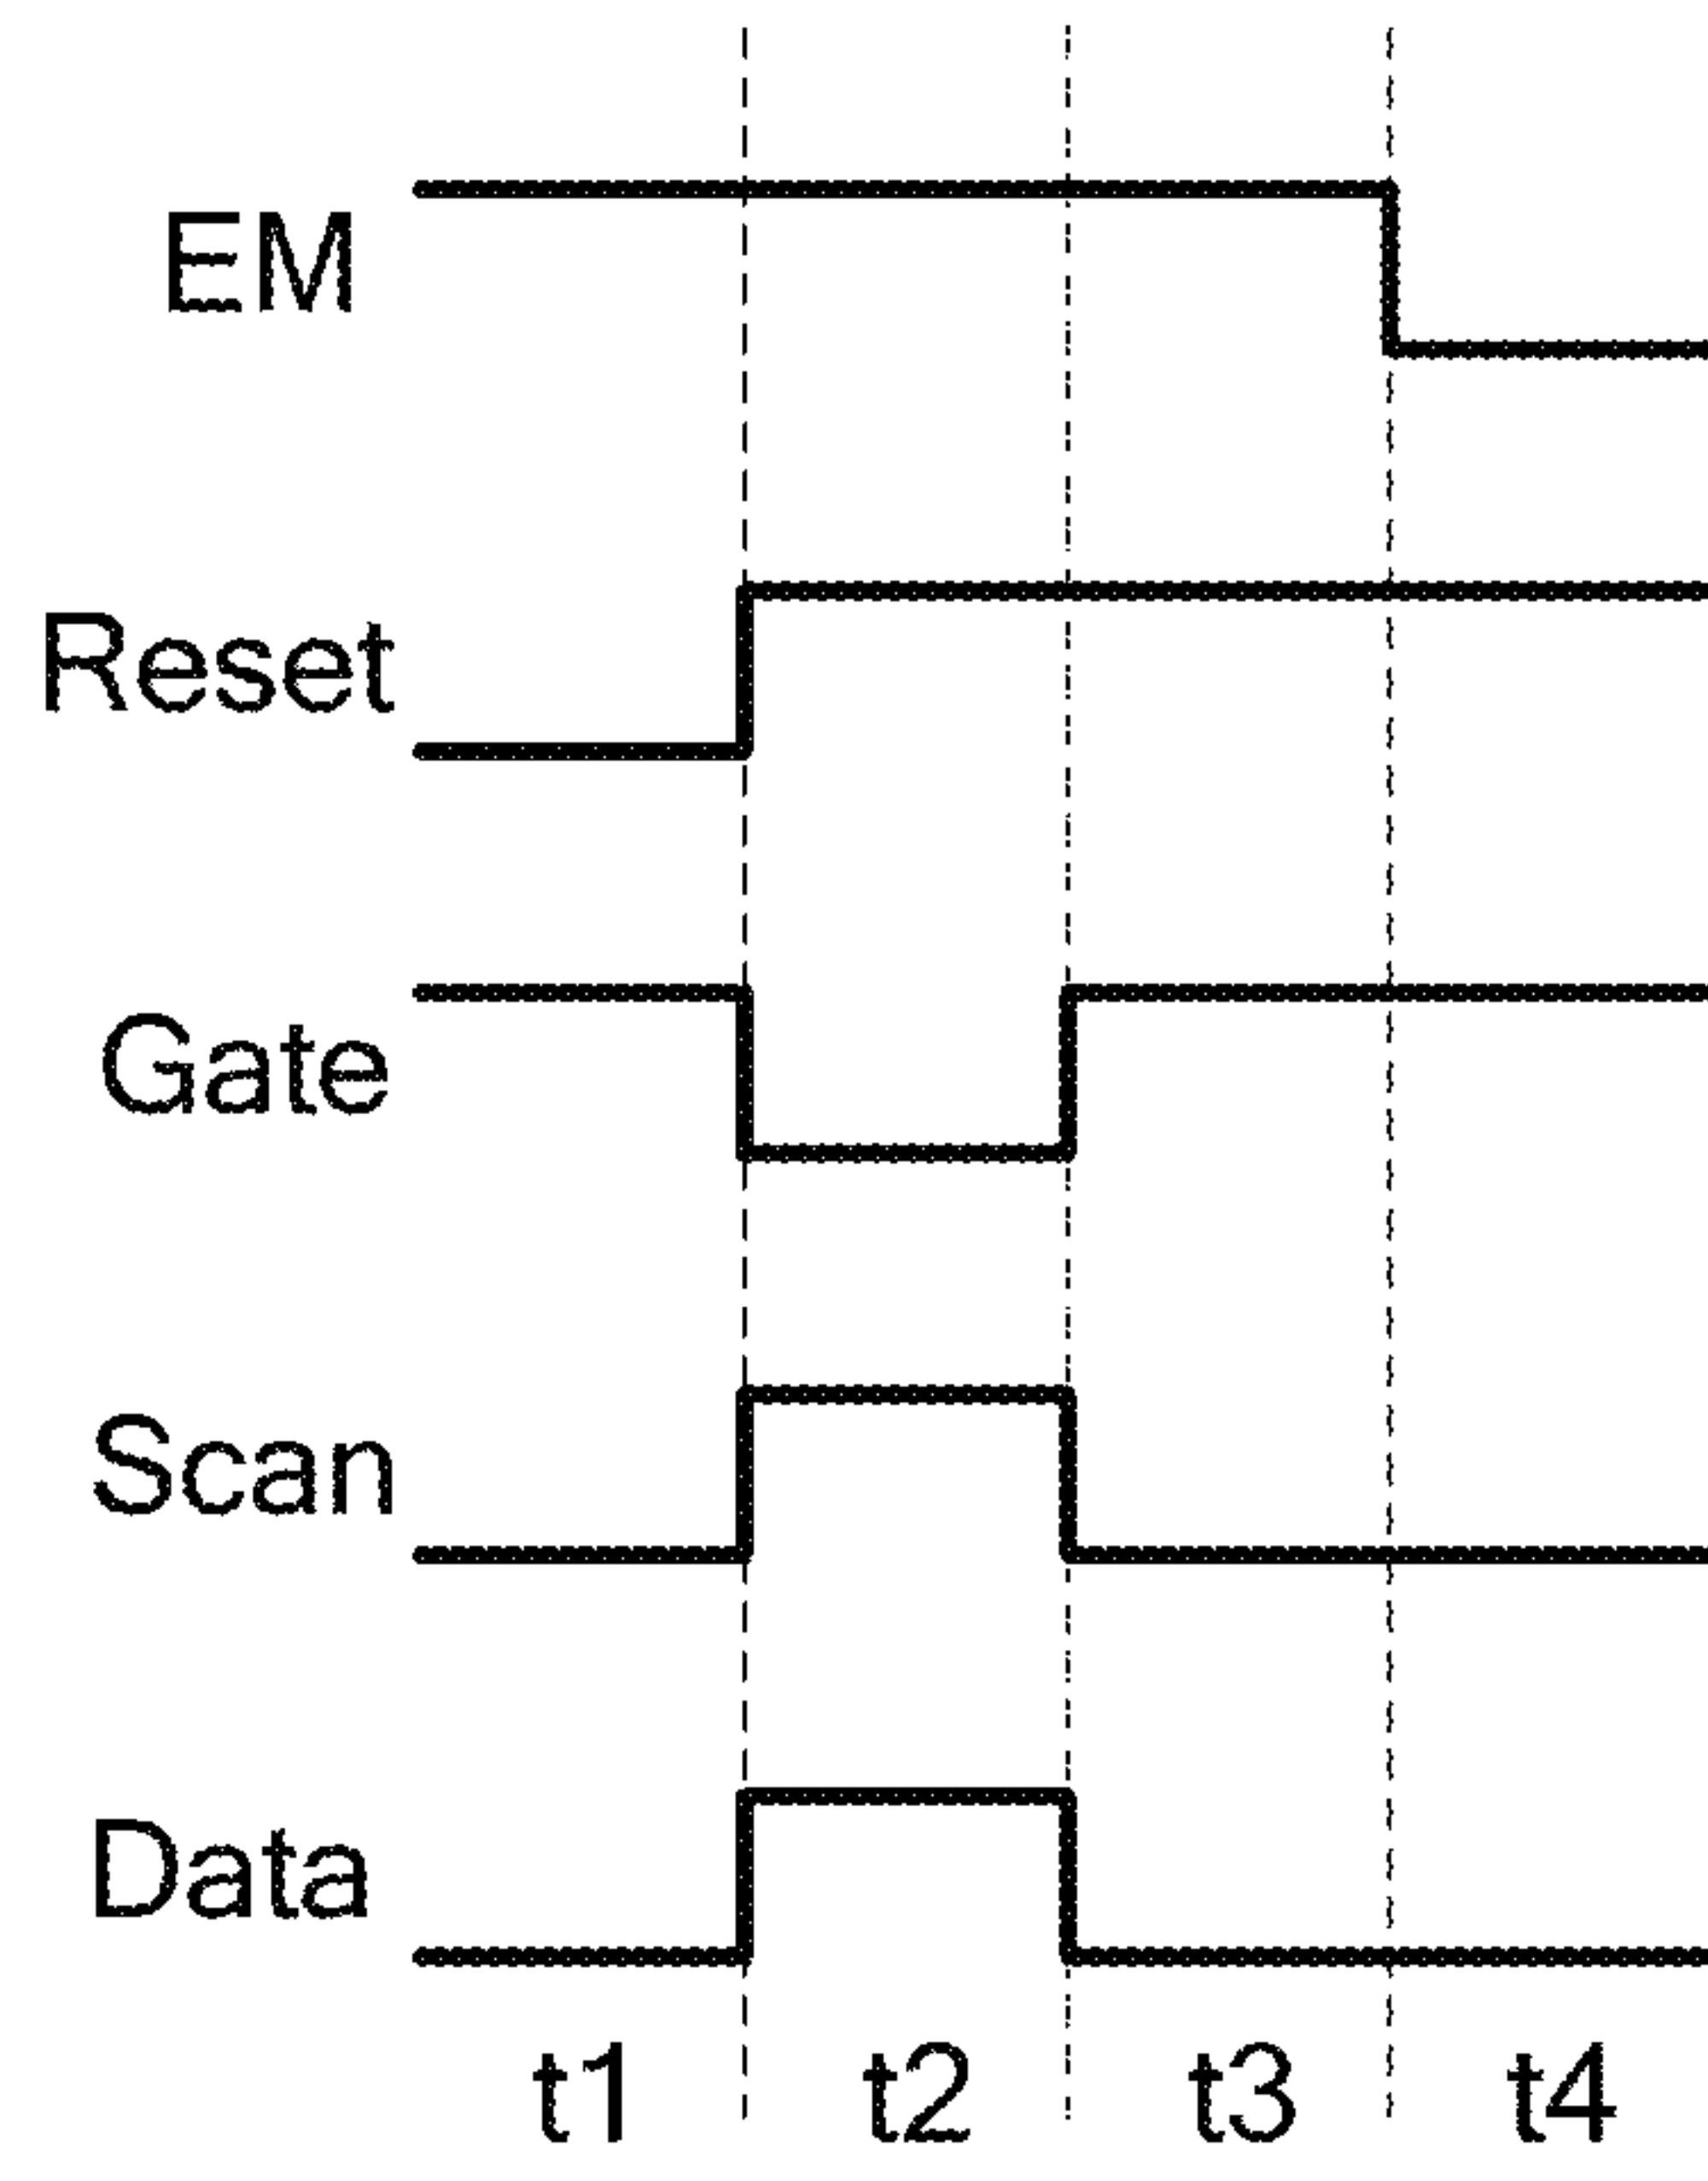 EM
Reset
Gate
Scan
Data
t1 t2 t3 t4